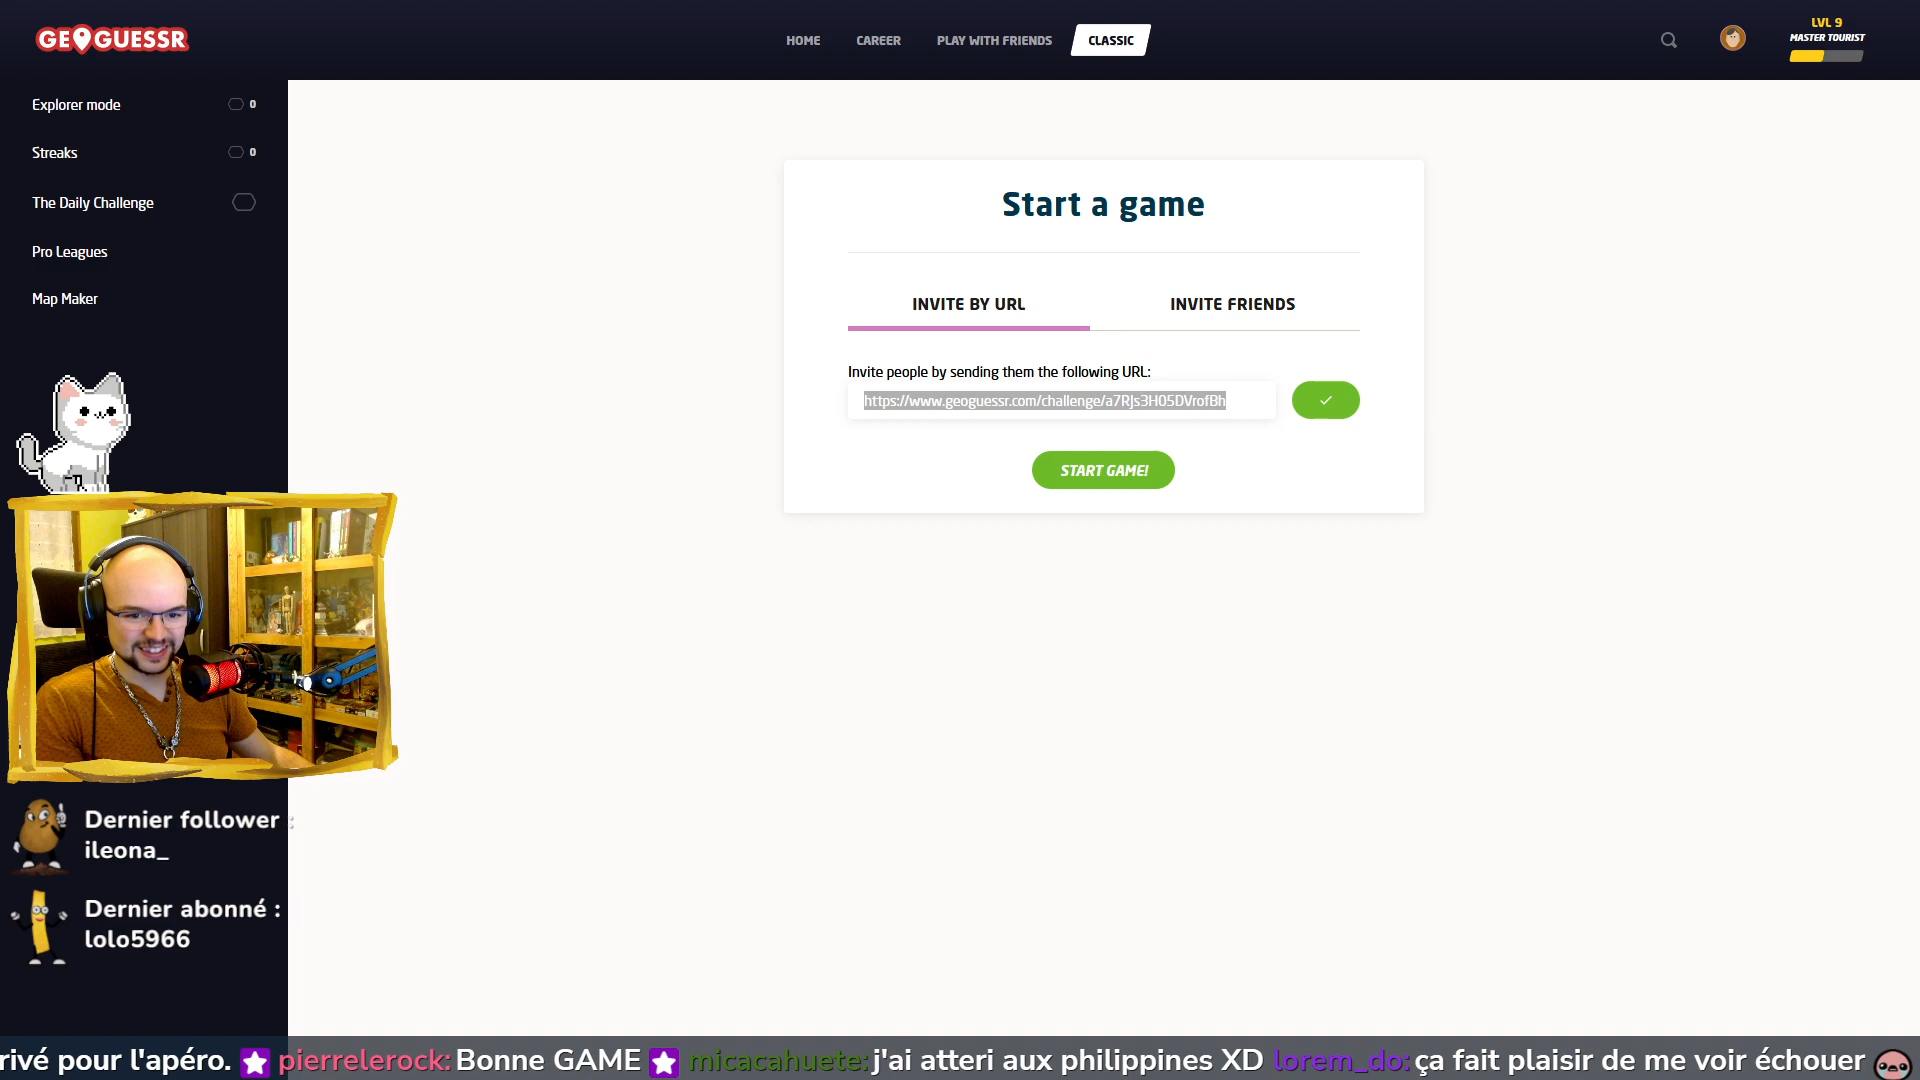 GEOGUESSR
HOME
CAREER
PLAY WITH FRIENDS
CLASSIC
LVL 9
MASTER TOURIST
Explorer mode
0
Streaks
0
The Daily Challenge
Pro Leagues
Map Maker
Start a game
INVITE BY URL
INVITE FRIENDS
Invite people by sending them the following URL:
https://www.geoguessr.com/challenge/a7RJs3H05DVrofBh
START GAME!
Dernier follower :
ileona_
Dernier abonné :
lolo5966
rivé pour l'apéro. pierrelerock: Bonne GAME micacahuete: j'ai atteri aux philippines XD lorem_do: ça fait plaisir de me voir échouer